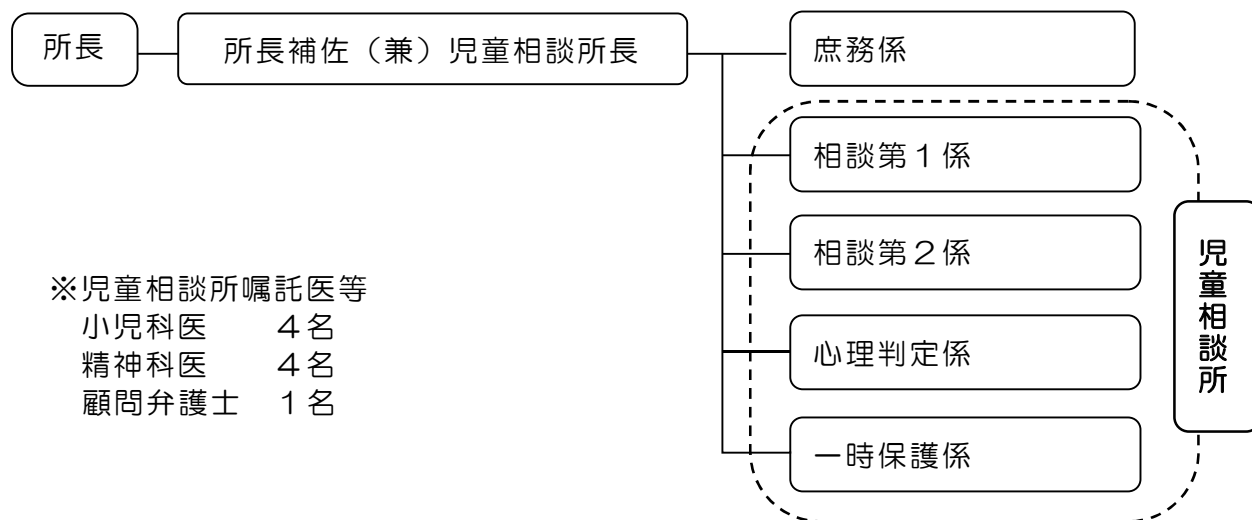 所長
所長補佐（兼）児童相談所長
庶務係
相談第１係
相談第２係
心理判定係
一時保護係
児童相談所
※児童相談所嘱託医等
小児科医　　４名
精神科医　　４名
顧問弁護士　１名